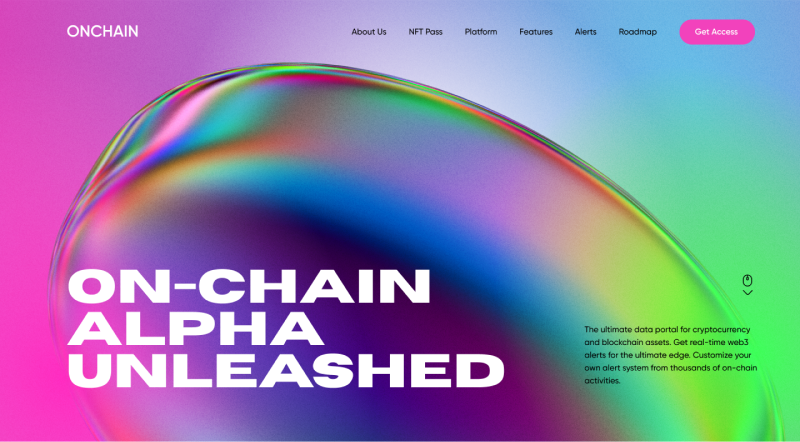 ONCHAIN
About Us
NFT Pass
Platform
Features
Alerts
Roadmap
Get Access
ON-CHAIN
ALPHA
UNLEASHED
The ultimate data portal for cryptocurrency
and blockchain assets. Get real-time web3
alerts for the ultimate edge. Customize your
own alert system from thousands of on-chain
activities.